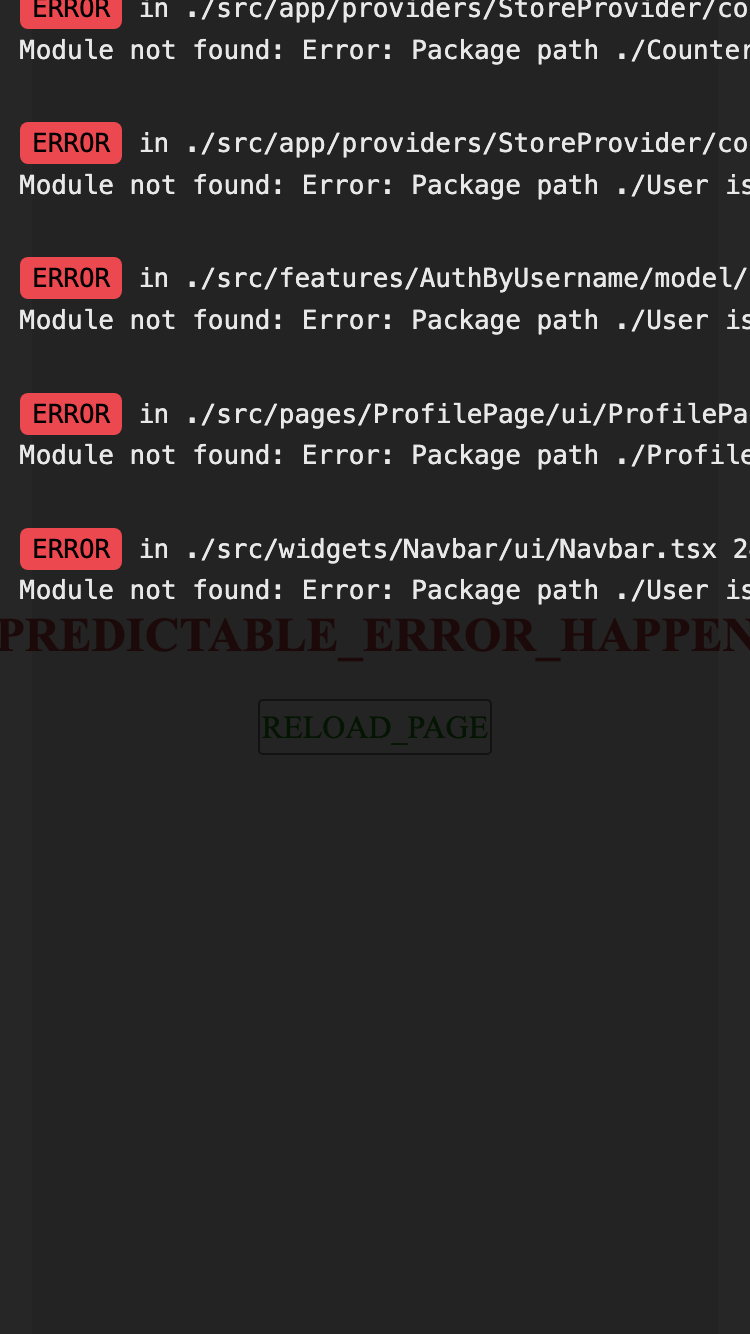 ERROR in ./src/app/providers/StoreProvider/co
Module not found: Error: Package path ./Counter
ERROR in ./src/app/providers/StoreProvider/co
Module not found: Error: Package path ./User is
ERROR in ./src/features/AuthByUsername/model/
Module not found: Error: Package path ./User is
ERROR in ./src/pages/ProfilePage/ui/ProfilePa
Module not found: Error: Package path ./Profile
ERROR in ./src/widgets/Navbar/ui/Navbar.tsx 2
Module not found: Error: Package path ./User is
PREDICTABLE_ERROR_HAPPEN
RELOAD_PAGE